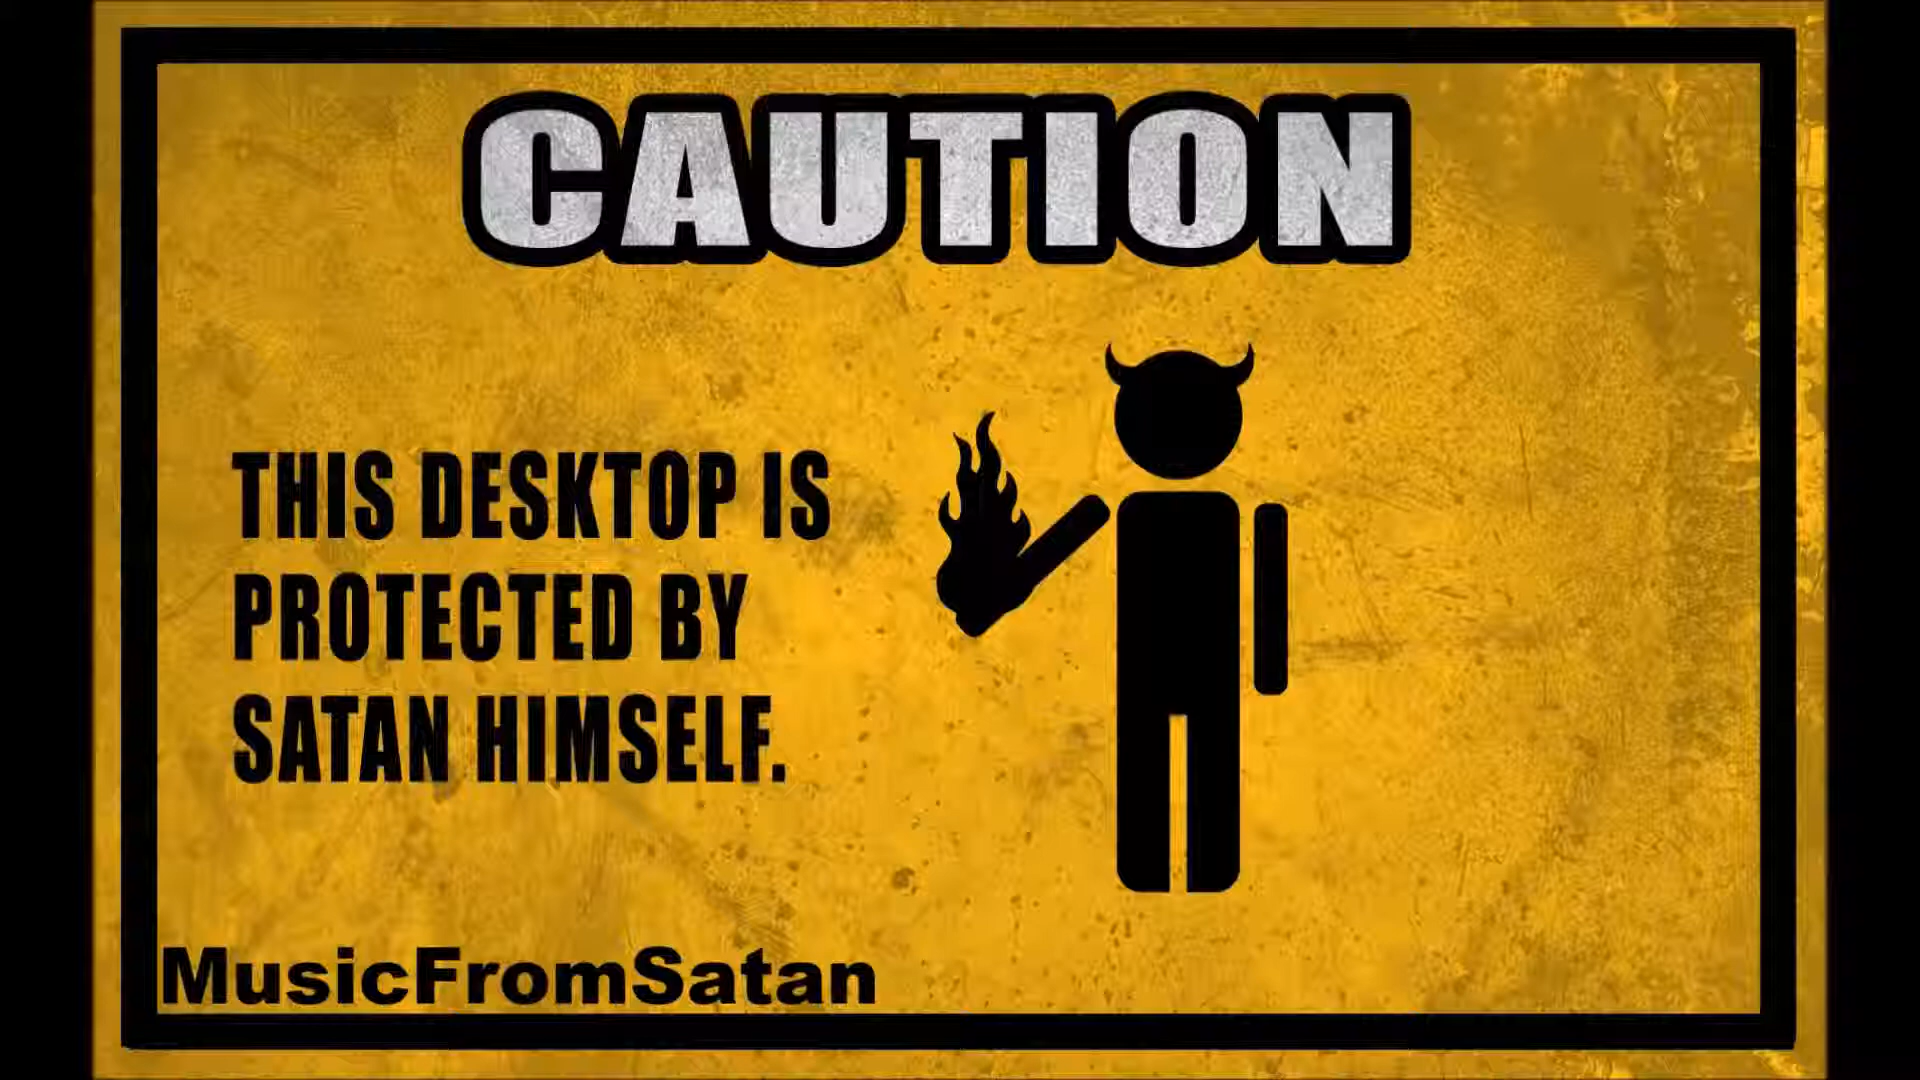 CAUTION
THIS DESKTOP IS
PROTECTED BY
SATAN HIMSELF.
MusicFromSatan